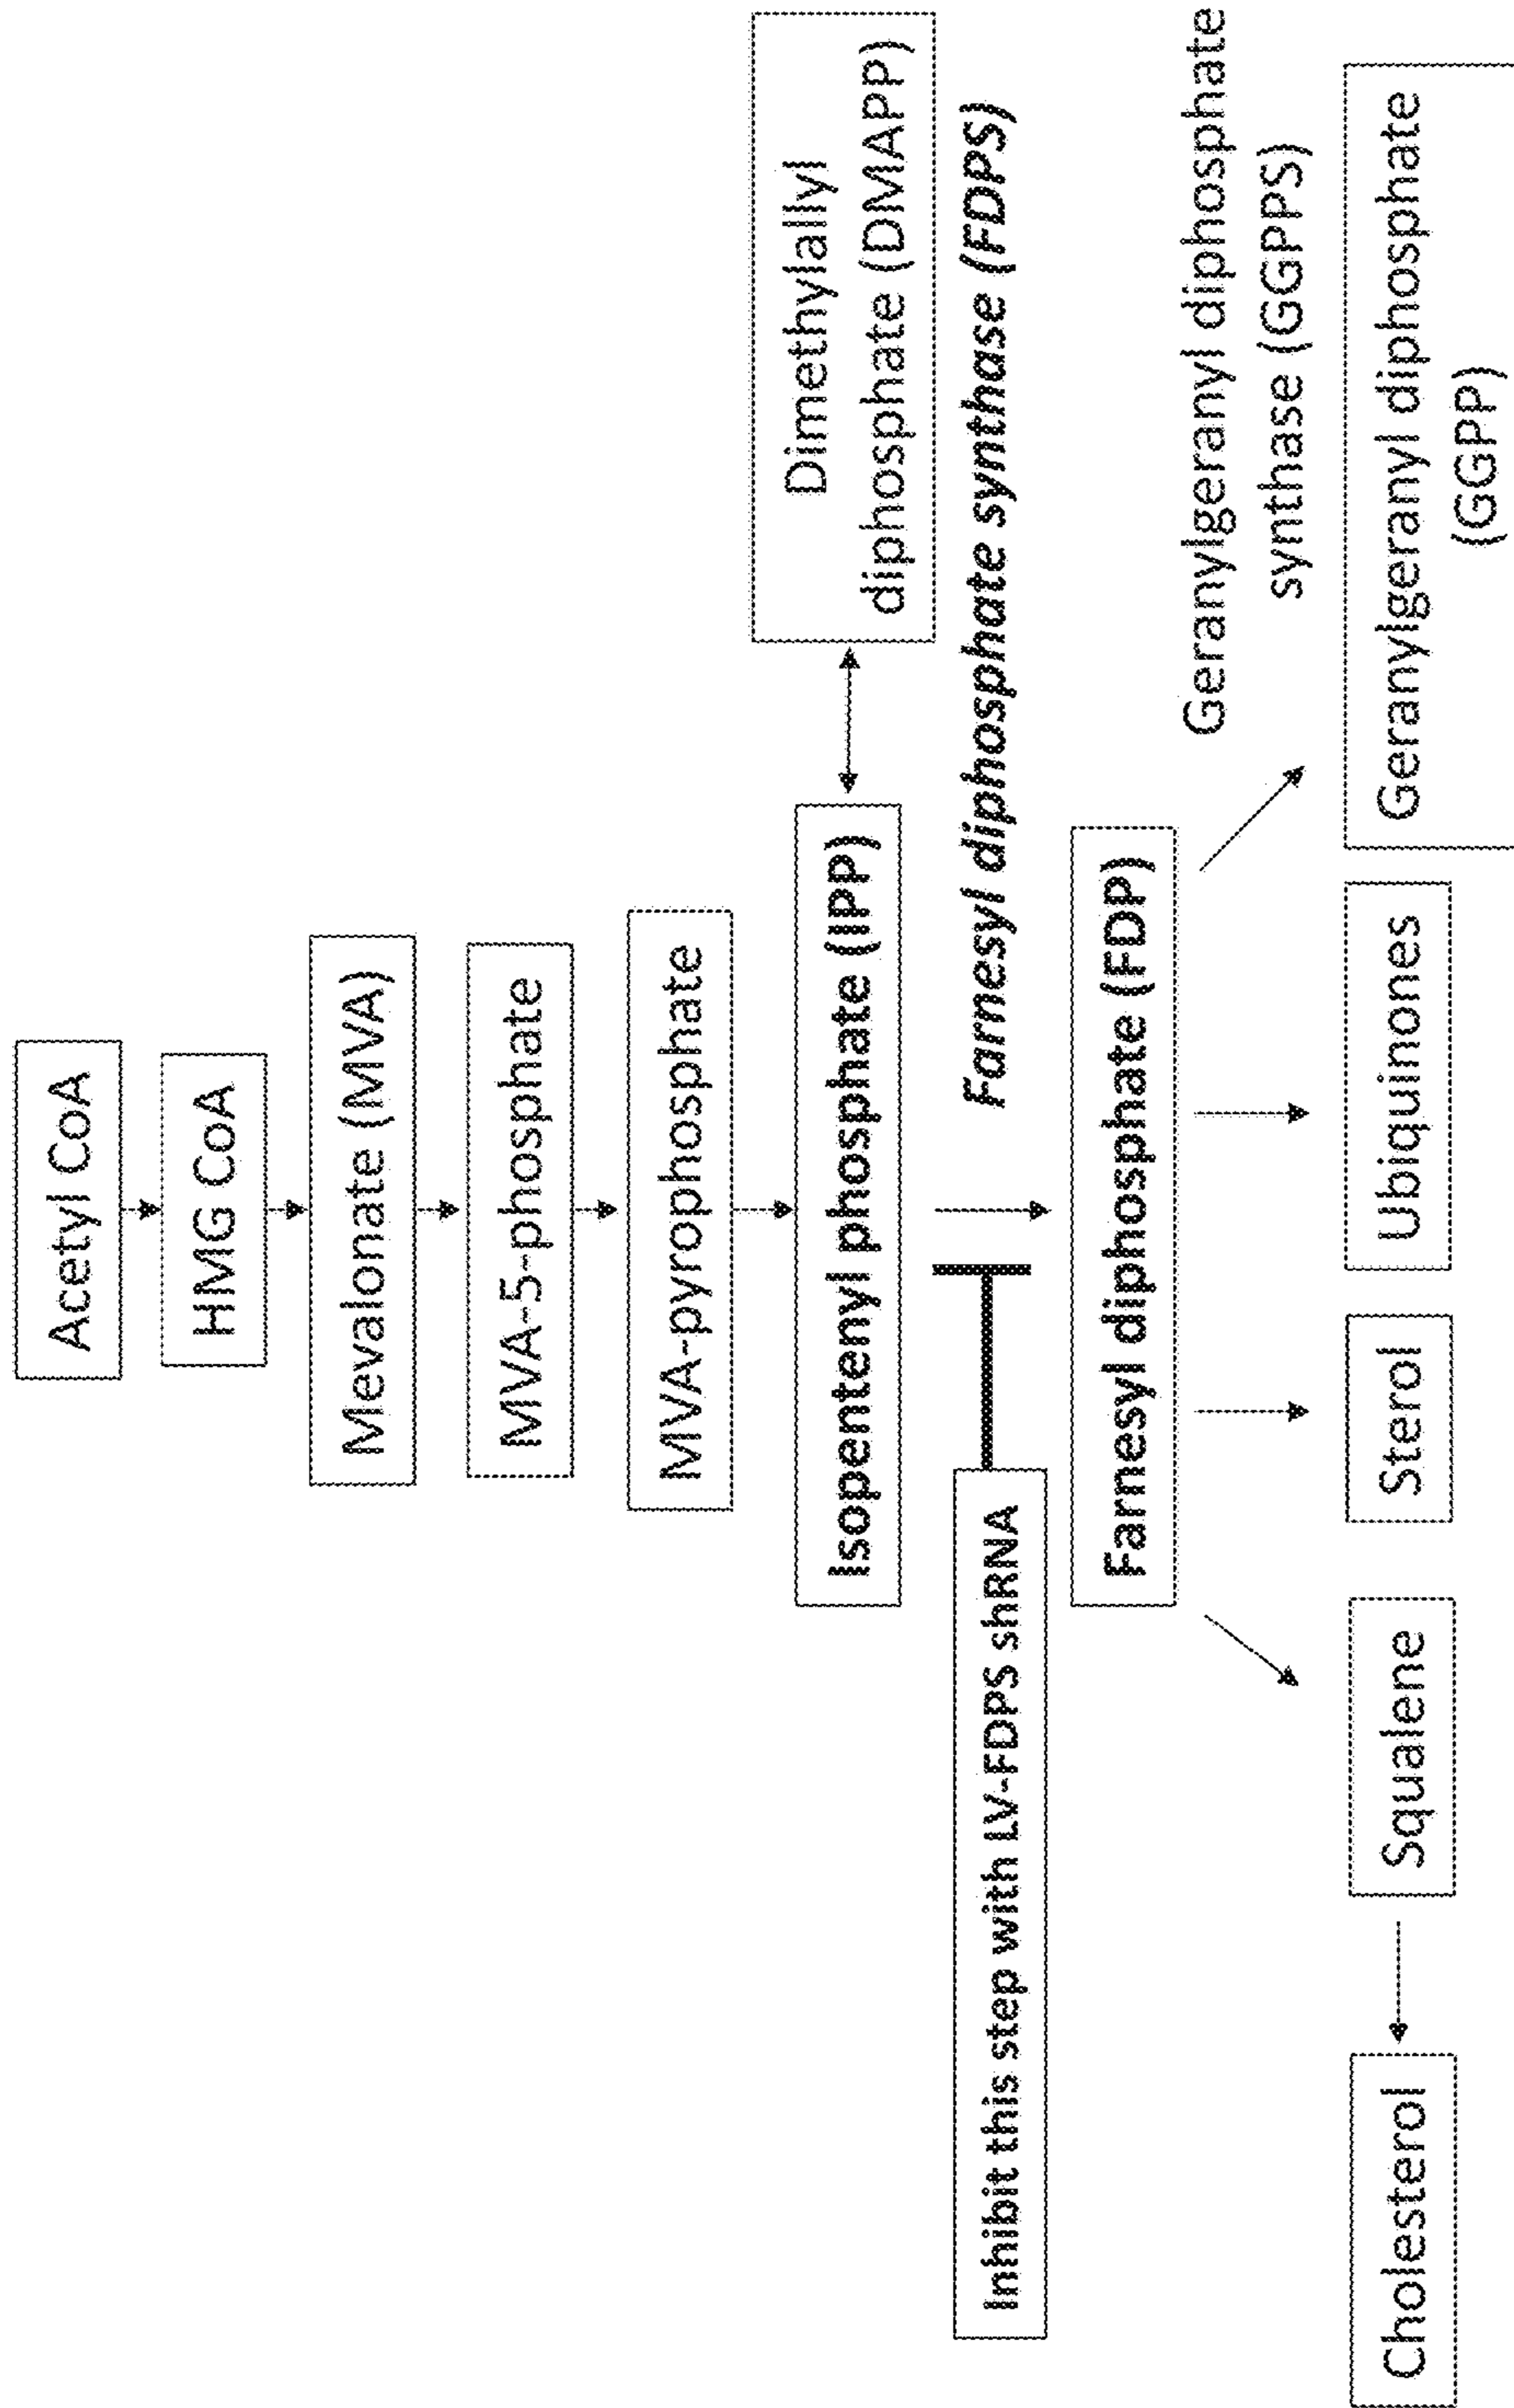 Acetyl CoA
HMG CoA
Mevalonate (MVA)
MVA-5-phosphate
MVA-pyrophosphate
Isopentenyl phosphate (IPP)
Dimethylallyl
diphosphate (DMAPP)
Inhibit this step with LV-FDPS shRNA
Farnesyl diphosphate synthase (FDPS)
Farnesyl diphosphate (FDP)
Geranylgeranyl diphosphate
synthase (GGPPS)
Cholesterol
Squalene
Sterol
Ubiquinones
Geranylgeranyl diphosphate
(GGPP)